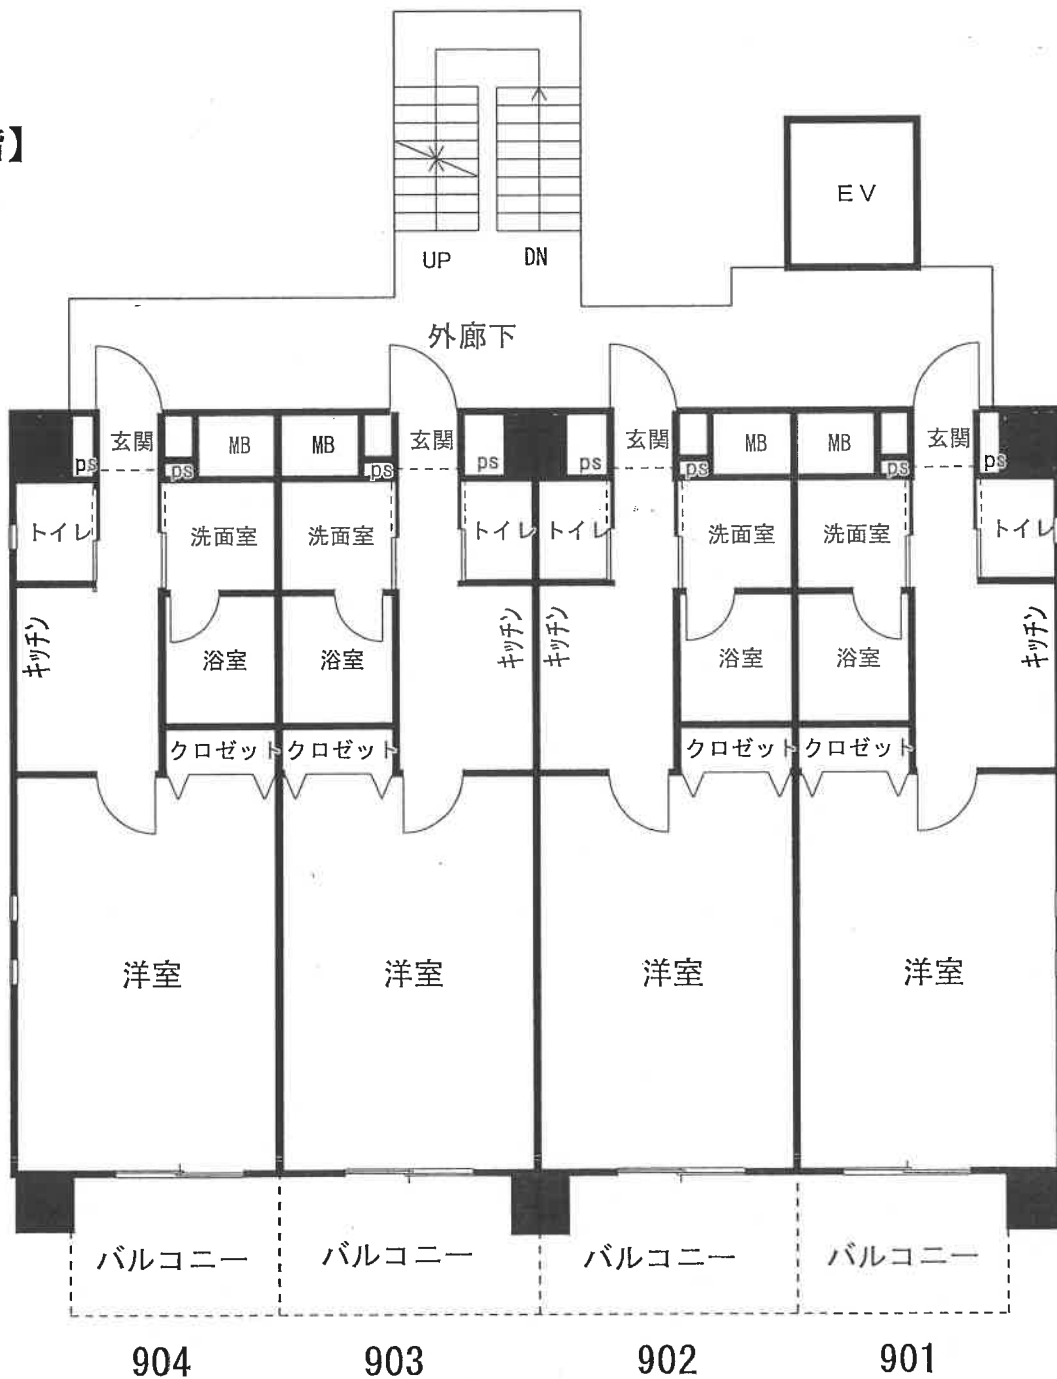 階】
EV
UP
DN
外廊下
玄関
MB
MB
玄関
玄関
MB
MB
玄関
ps
ps
ps
ps
ps
ps
ps
ps
トイレ
洗面室
洗面室
トイレ
トイレ
洗面室
洗面室
トイレ
キッチン
浴室
浴室
キッチン
キッチン
浴室
浴室
キッチン
クロゼット
クロゼット
クロゼット
クロゼット
洋室
洋室
洋室
洋室
バルコニー
バルコニー
バルコニー
バルコニー
904
903
902
901